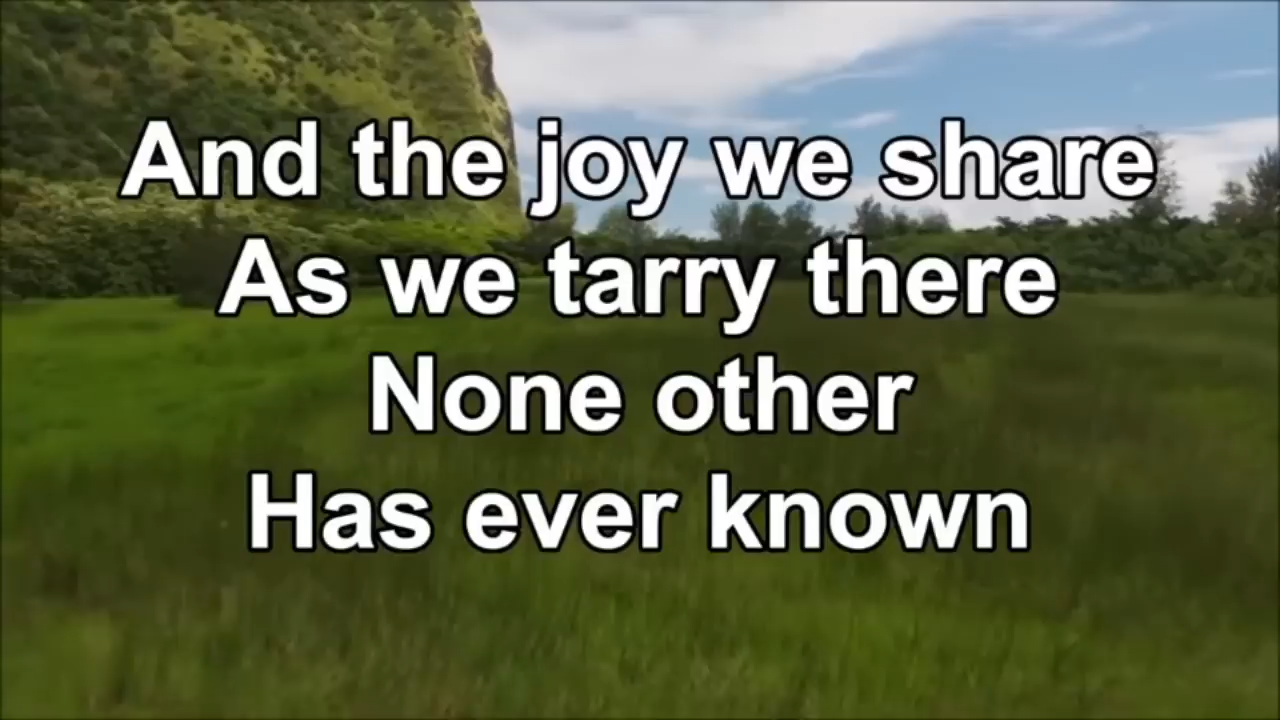 And the joy we share
As we tarry there
None other
Has ever known